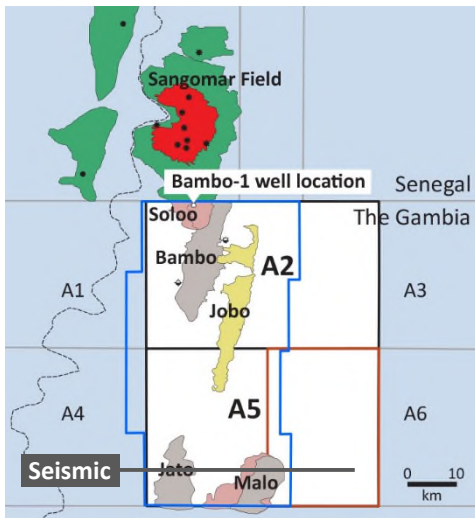 Sangomar Field
Bambo-1 well location
Senegal
The Gambia
Soloo
Bambo
A2
A1
A3
Jobo
A5
A4
A6
Seismic
Jato
Malo
0 10
km